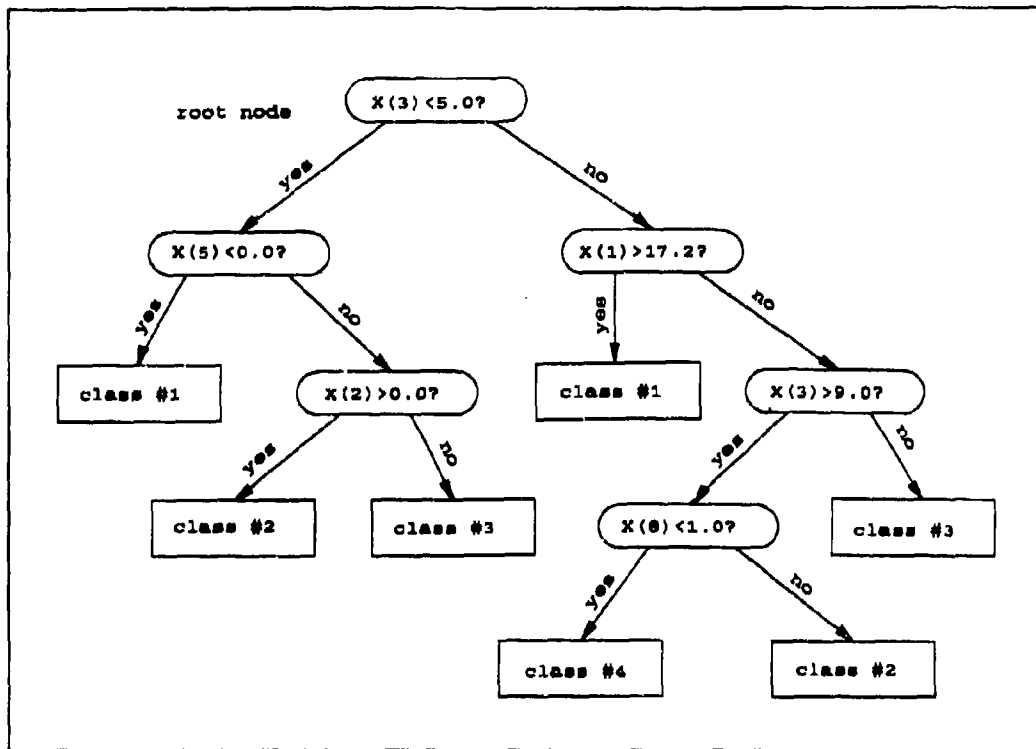 X(3)<5.0?
root node
yes
no
X(5)<0.0?
X(1)>17.2?
yes
no
yes
no
class #1
X(2)>0.0?
class #1
X(3)>9.0?
yes
no
yes
no
class #2
class #3
X(8)<1.0?
class #3
yes
no
class #4
class #2